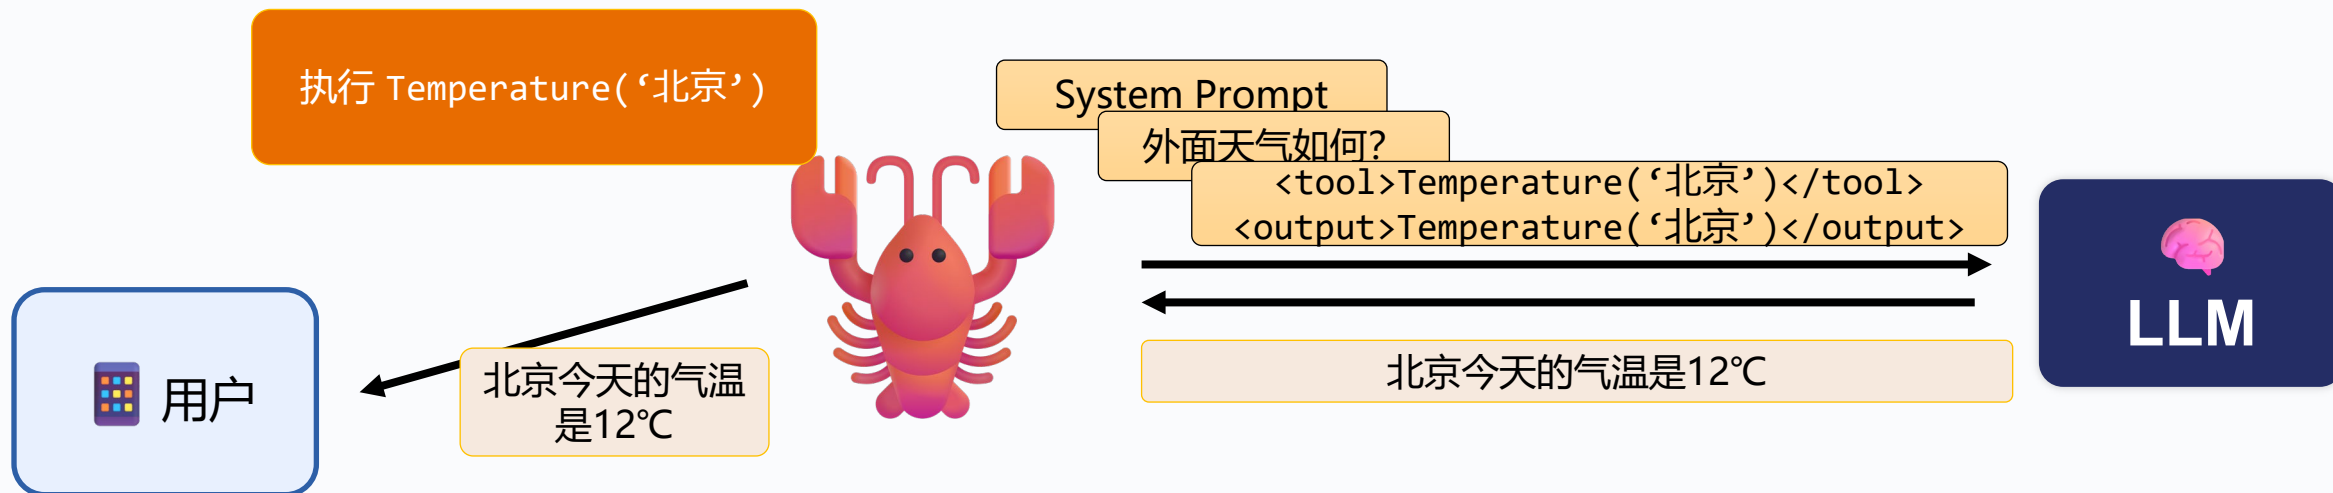 执行 Temperature(‘北京’)
System Prompt
外面天气如何?
<tool>Temperature(‘北京’)</tool>
<output>Temperature(‘北京’)</output>
LLM
用户
北京今天的气温
是12℃
北京今天的气温是12℃